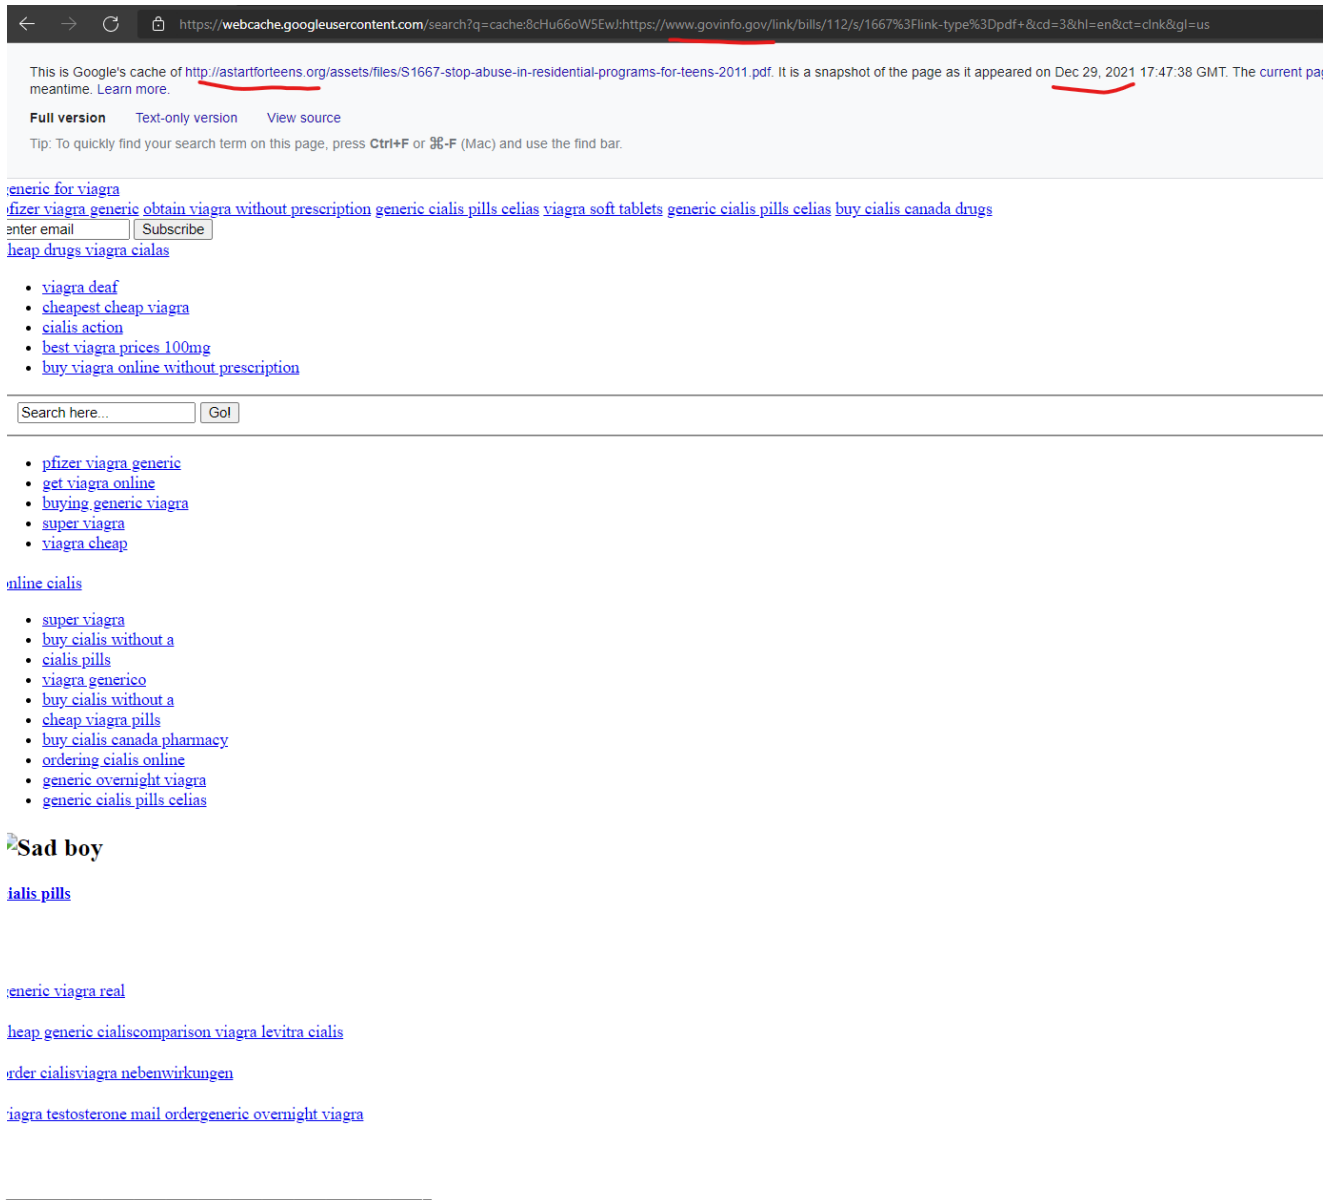 https://webcache.googleusercontent.com/search?q=cache:8cHu66oW5EwJ:https://www.govinfo.gov/link/bills/112/s/1667%3Flink-type%3Dpdf+&cd=3&hl=en&ct=clnk&gl=us
This is Google's cache of http://astartforteens.org/assets/files/S1667-stop-abuse-in-residential-programs-for-teens-2011.pdf. It is a snapshot of the page as it appeared on Dec 29, 2021 17:47:38 GMT. The current pag
meantime. Learn more.
Full version Text-only version View source
Tip: To quickly find your search term on this page, press Ctrl+F or ⌘-F (Mac) and use the find bar.
eneric for viagra
fizer viagra generic obtain viagra without prescription generic cialis pills celias viagra soft tablets generic cialis pills celias buy cialis canada drugs
enter email Subscribe
heap drugs viagra cialas
• viagra deaf
• cheapest cheap viagra
• cialis action
• best viagra prices 100mg
• buy viagra online without prescription
Search here... Go!
• pfizer viagra generic
• get viagra online
• buying generic viagra
• super viagra
• viagra cheap
nline cialis
• super viagra
• buy cialis without a
• cialis pills
• viagra generico
• buy cialis without a
• cheap viagra pills
• buy cialis canada pharmacy
• ordering cialis online
• generic overnight viagra
• generic cialis pills celias
Sad boy
ialis pills
eneric viagra real
heap generic cialiscomparison viagra levitra cialis
rder cialisviagra nebenwirkungen
iagra testosterone mail ordergeneric overnight viagra